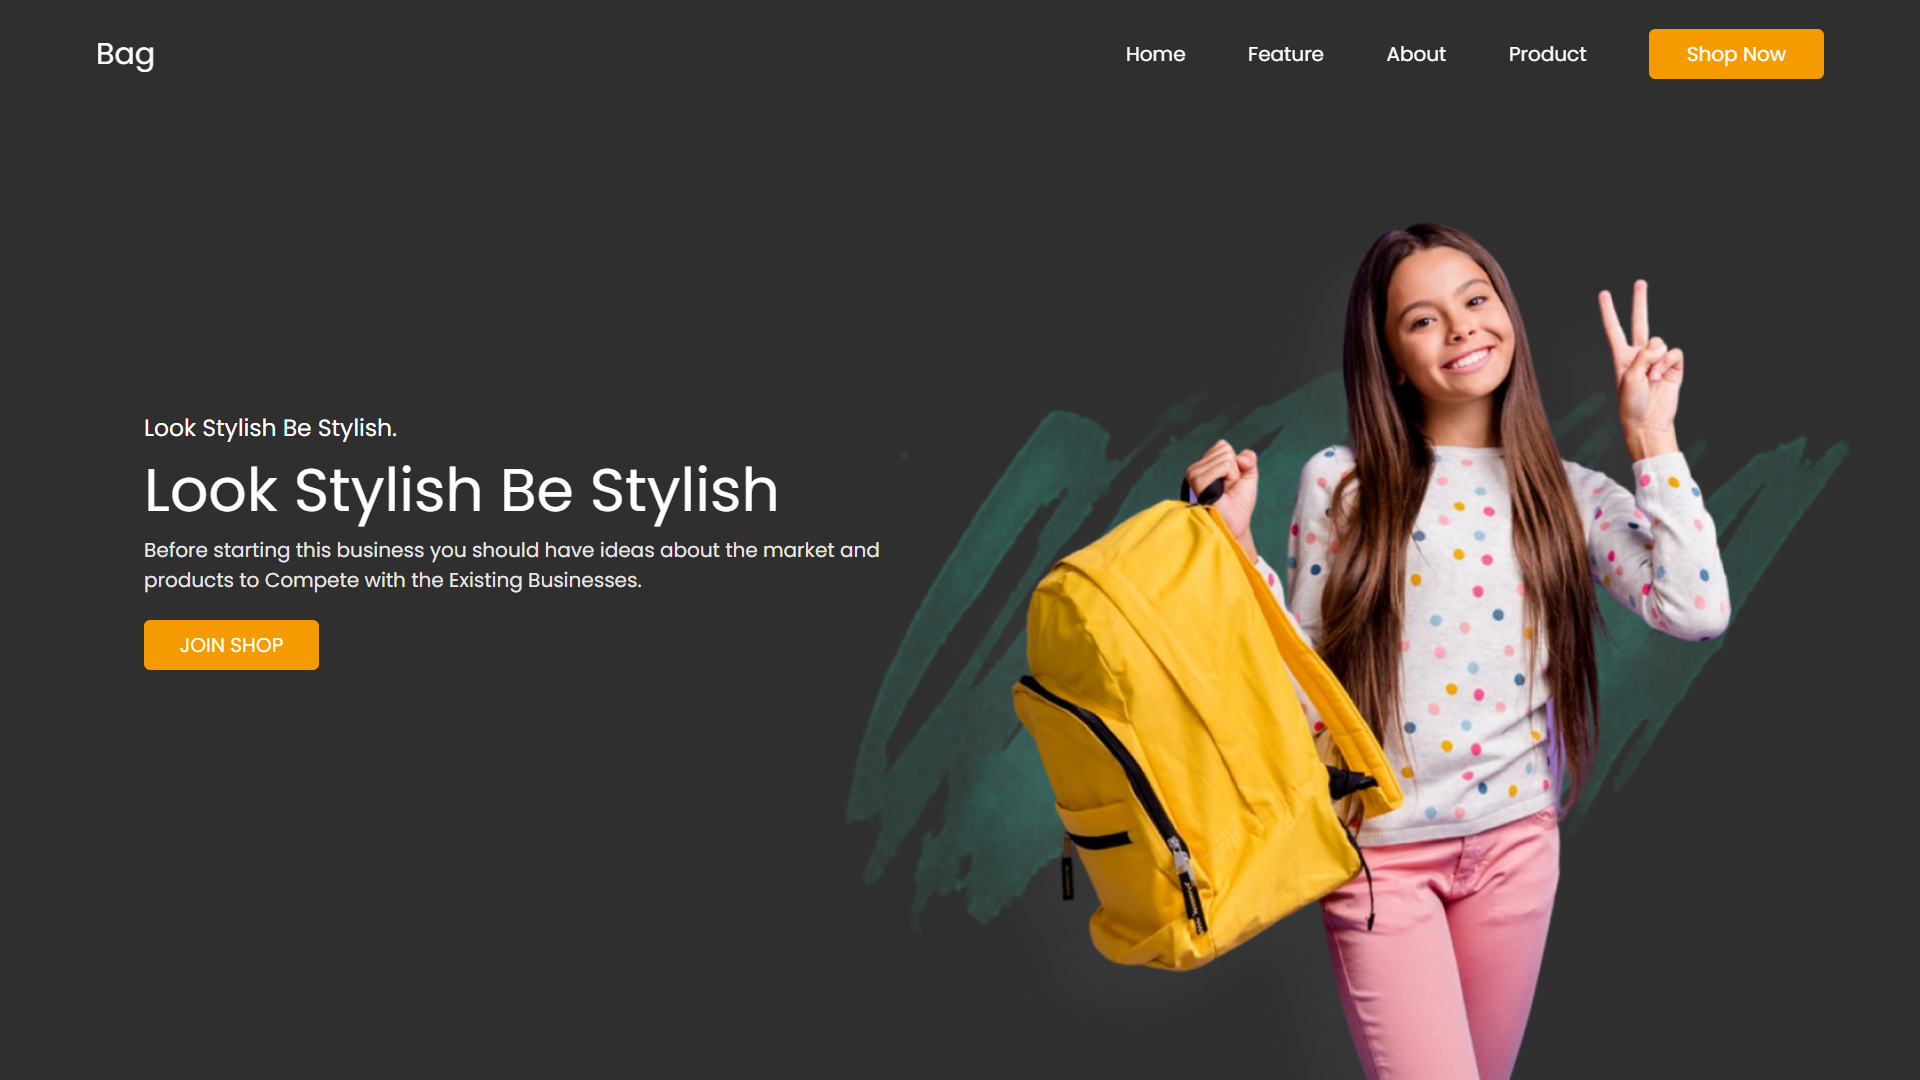 Bag
Home
Feature
About
Product
Shop Now
Look Stylish Be Stylish.
Look Stylish Be Stylish
Before starting this business you should have ideas about the market and
products to Compete with the Existing Businesses.
JOIN SHOP